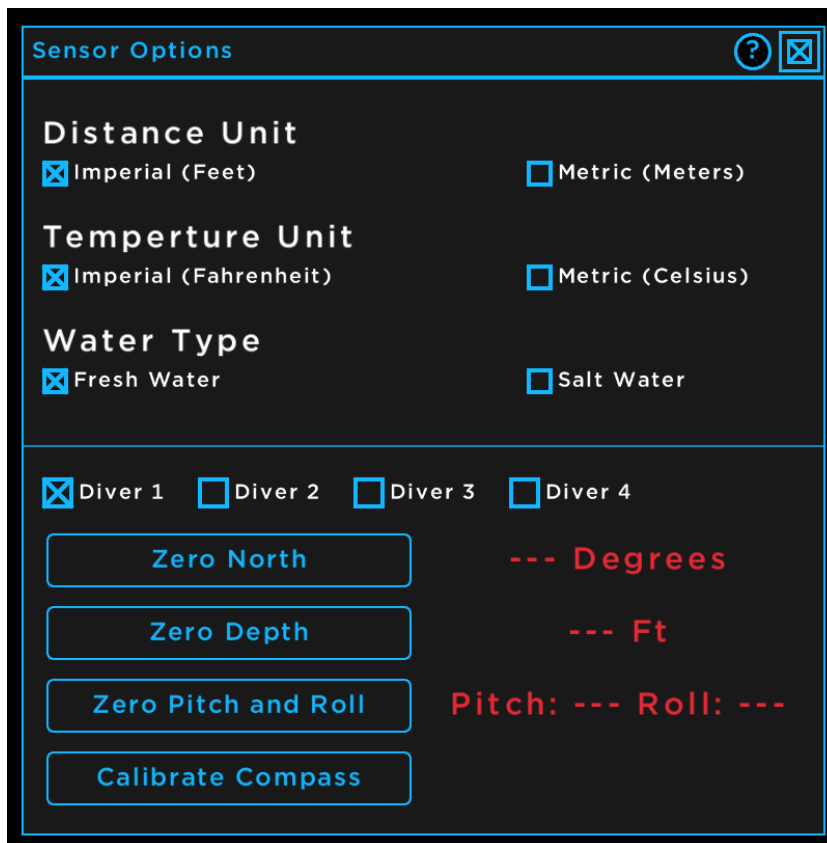 Sensor Options ?
Distance Unit
Imperial (Feet) Metric (Meters)
Temperture Unit
Imperial (Fahrenheit) Metric (Celsius)
Water Type
Fresh Water Salt Water
Diver 1 Diver 2 Diver 3 Diver 4
Zero North --- Degrees
Zero Depth --- Ft
Zero Pitch and Roll Pitch: --- Roll: ---
Calibrate Compass